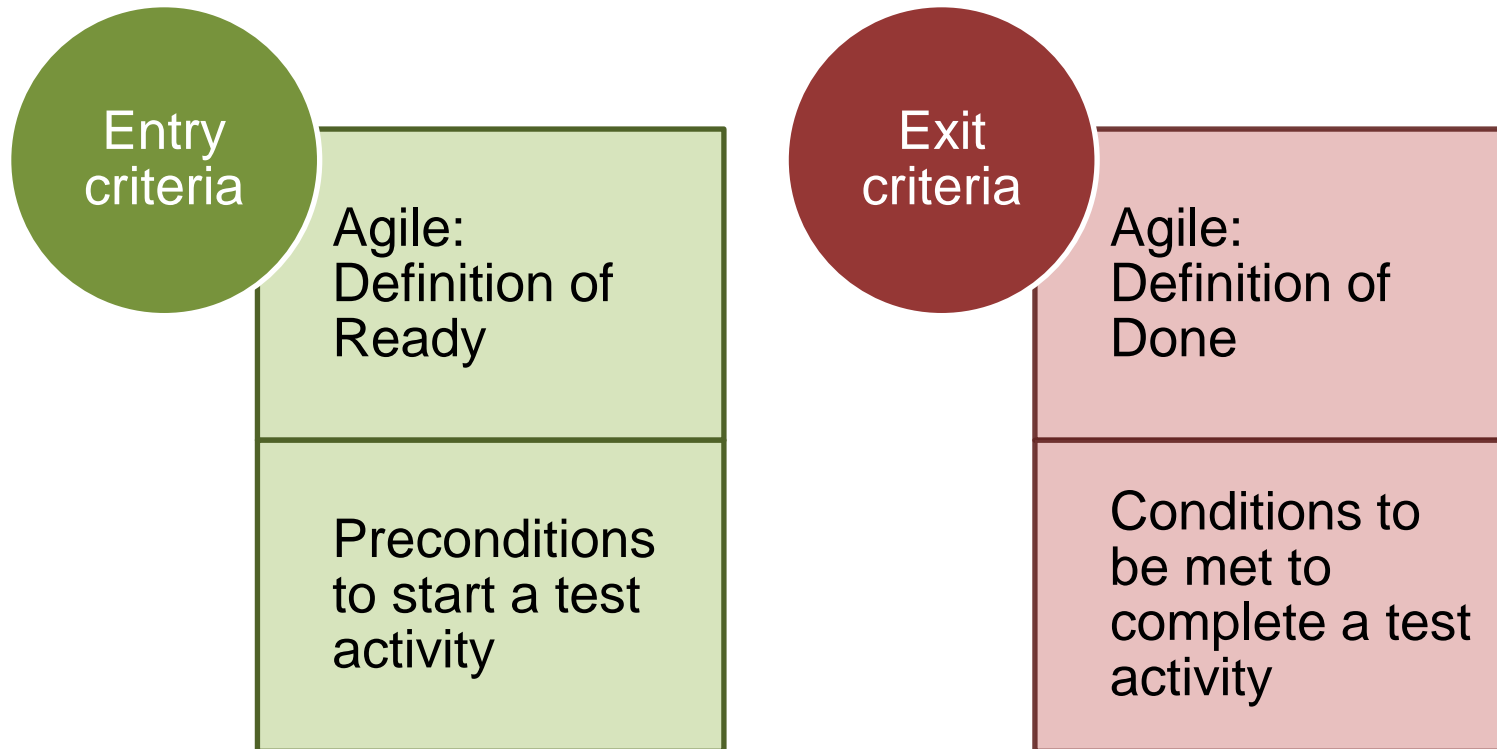 Entry
criteria
Agile:
Definition of
Ready
Preconditions
to start a test
activity
Exit
criteria
Agile:
Definition of
Done
Conditions to
be met to
complete a test
activity